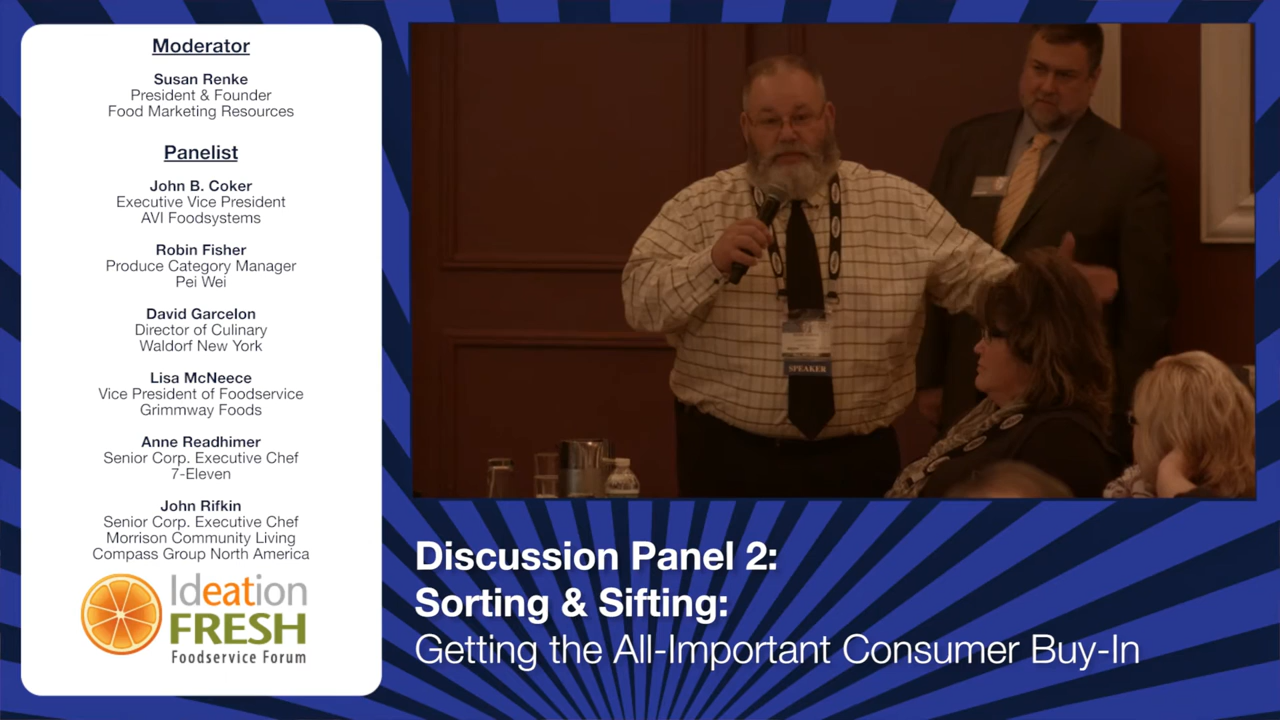 Moderator
Susan Renke
President & Founder
Food Marketing Resources
Panelist
John B. Coker
Executive Vice President
AVI Foodsystems
Robin Fisher
Produce Category Manager
Pei Wei
David Garcelon
Director of Culinary
Waldorf New York
Lisa McNeece
Vice President of Foodservice
Grimmway Foods
Anne Readhimer
Senior Corp. Executive Chef
7-Eleven
John Rifkin
Senior Corp. Executive Chef
Morrison Community Living
Compass Group North America
Ideation
FRESH
Foodservice Forum
SPEAKER
Discussion Panel 2:
Sorting & Sifting:
Getting the All-Important Consumer Buy-In